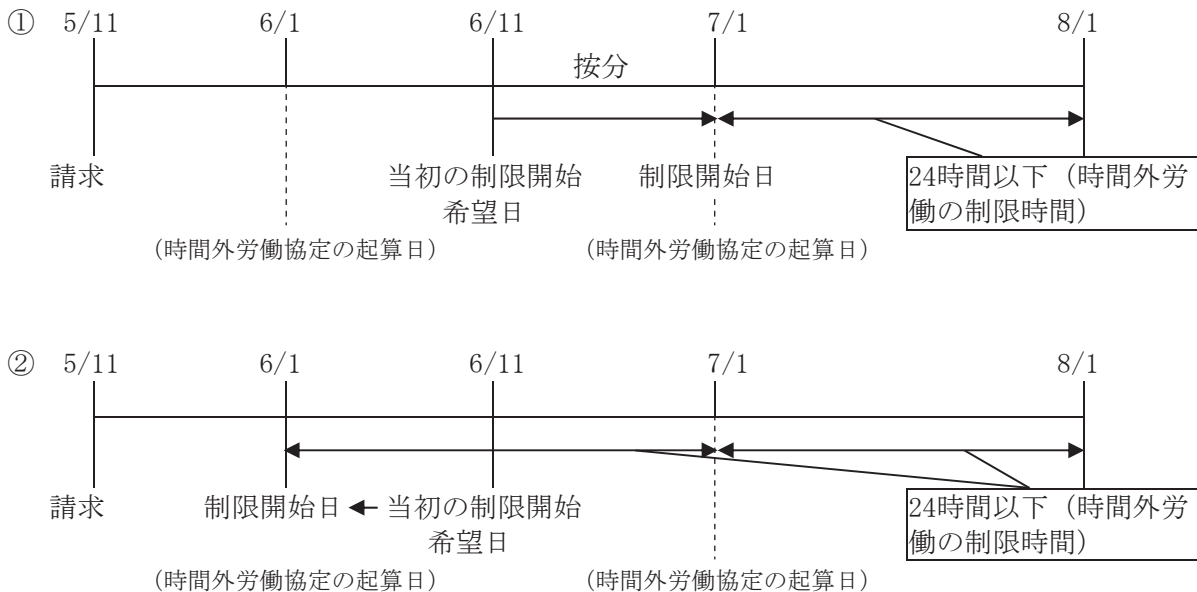 ① 5/11 6/1 6/11 7/1 8/1
按分
請求 当初の制限開始 制限開始日 24時間以下（時間外労
希望日 働の制限時間）
（時間外労働協定の起算日） （時間外労働協定の起算日）
② 5/11 6/1 6/11 7/1 8/1
請求 制限開始日 ← 当初の制限開始 24時間以下（時間外労
希望日 働の制限時間）
（時間外労働協定の起算日） （時間外労働協定の起算日）